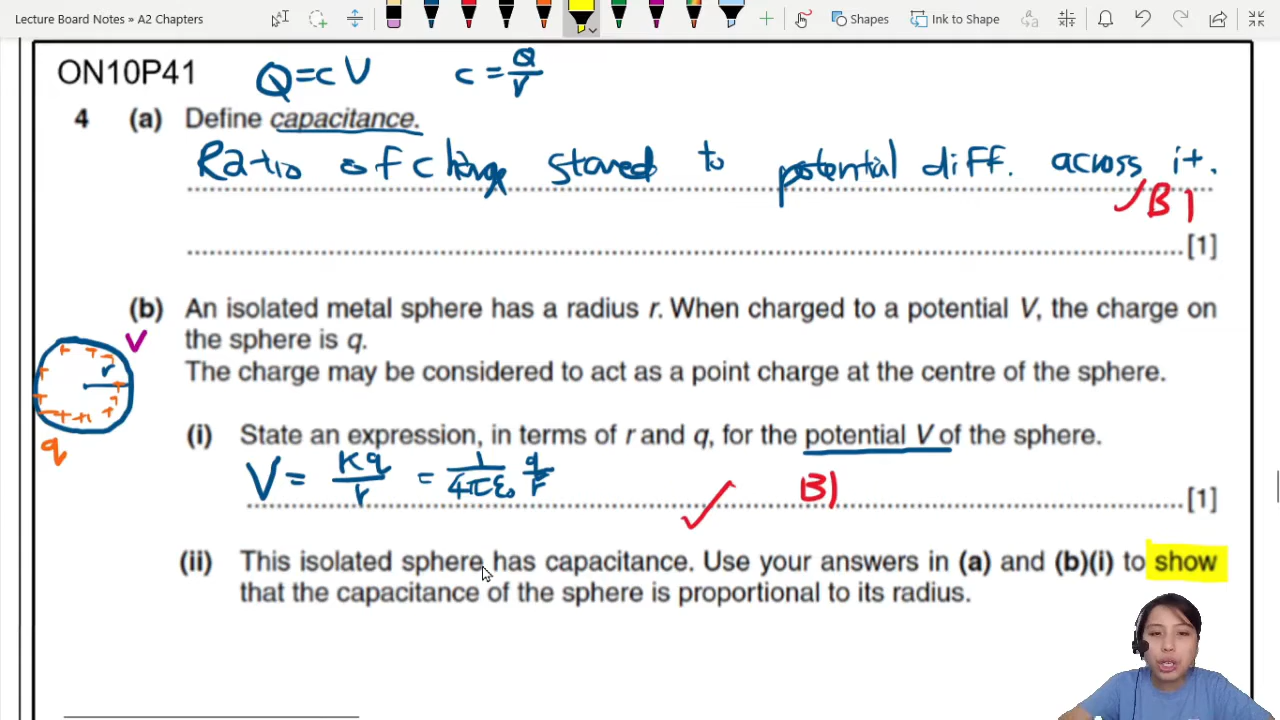 Lecture Board Notes » A2 Chapters
Shapes
Ink to Shape
ON10P41 Q=CV C=Q/V
4 (a) Define capacitance.
Ratio of charge stored to potential diff. across it.
✓B1
[1]
(b) An isolated metal sphere has a radius r. When charged to a potential V, the charge on
the sphere is q.
The charge may be considered to act as a point charge at the centre of the sphere.
V
r
q
(i) State an expression, in terms of r and q, for the potential V of the sphere.
V = Kq/r = 1/4πε₀ q/r ✓ B1
[1]
(ii) This isolated sphere has capacitance. Use your answers in (a) and (b)(i) to show
that the capacitance of the sphere is proportional to its radius.